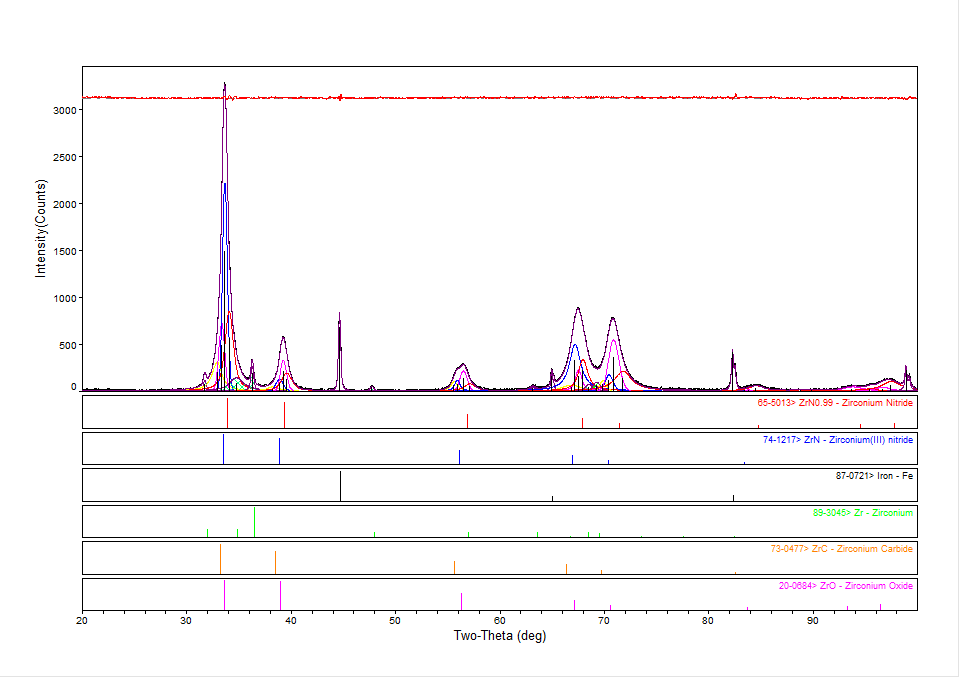 Intensity(Counts)
3000
2500
2000
1500
1000
500
0
65-5013> ZrN0.99 - Zirconium Nitride
74-1217> ZrN - Zirconium(III) nitride
87-0721> Iron - Fe
89-3045> Zr - Zirconium
73-0477> ZrC - Zirconium Carbide
20-0684> ZrO - Zirconium Oxide
20 30 40 50 60 70 80 90
Two-Theta (deg)